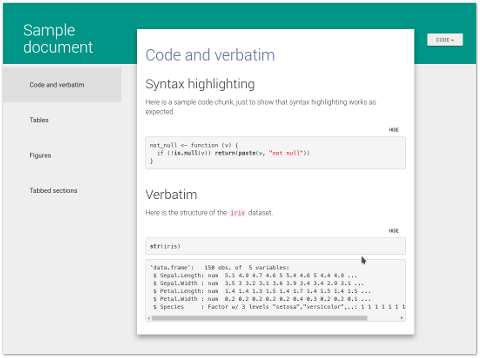 Sample
document
CODE
Code and verbatim
Tables
Figures
Tabbed sections
Code and verbatim
Syntax highlighting
Here is a sample code chunk, just to show that syntax highlighting works as
expected.
HIDE
not_null <- function (v) {
if (!is.null(v)) return(paste(v, "not null"))
}
Verbatim
Here is the structure of the iris dataset.
HIDE
str(iris)
'data.frame': 150 obs. of 5 variables:
$ Sepal.Length: num 5.1 4.9 4.7 4.6 5 5.4 4.6 5 4.4 4.9 ...
$ Sepal.Width : num 3.5 3 3.2 3.1 3.6 3.9 3.4 3.4 2.9 3.1 ...
$ Petal.Length: num 1.4 1.4 1.3 1.5 1.4 1.7 1.4 1.5 1.4 1.5 ...
$ Petal.Width : num 0.2 0.2 0.2 0.2 0.2 0.4 0.3 0.2 0.2 0.1 ...
$ Species : Factor w/ 3 levels "setosa","versicolor",..: 1 1 1 1 1 1 1